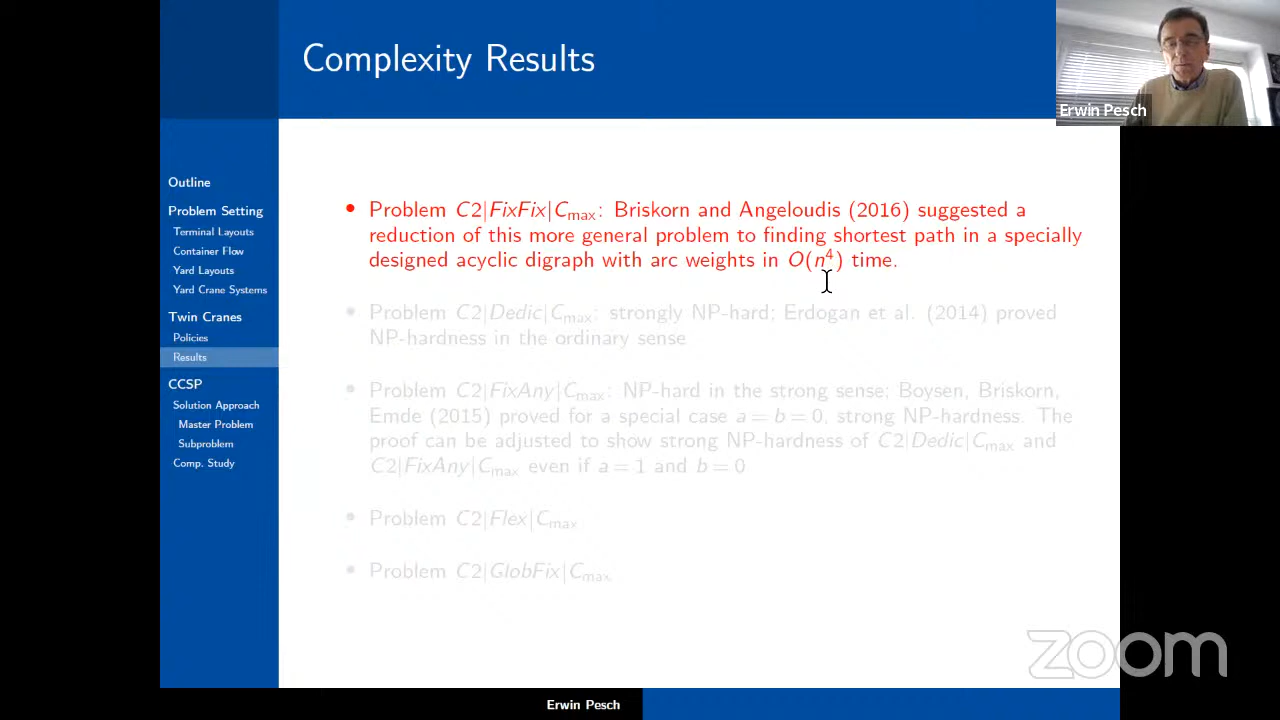 Complexity Results
Erwin Pesch
Outline
Problem Setting
Terminal Layouts
Container Flow
Yard Layouts
Yard Crane Systems
Twin Cranes
Policies
Results
CCSP
Solution Approach
Master Problem
Subproblem
Comp. Study
• Problem C2|FixFix|C_max: Briskorn and Angeloudis (2016) suggested a
reduction of this more general problem to finding shortest path in a specially
designed acyclic digraph with arc weights in O(n⁴) time.
• Problem C2|Dedic|C_max: strongly NP-hard; Erdogan et al. (2014) proved
NP-hardness in the ordinary sense
• Problem C2|FixAny|C_max: NP-hard in the strong sense; Boysen, Briskorn,
Emde (2015) proved for a special case a = b = 0, strong NP-hardness. The
proof can be adjusted to show strong NP-hardness of C2|Dedic|C_max and
C2|FixAny|C_max even if a = 1 and b = 0
• Problem C2|Flex|C_max
• Problem C2|GlobFix|C_max
zoom
Erwin Pesch